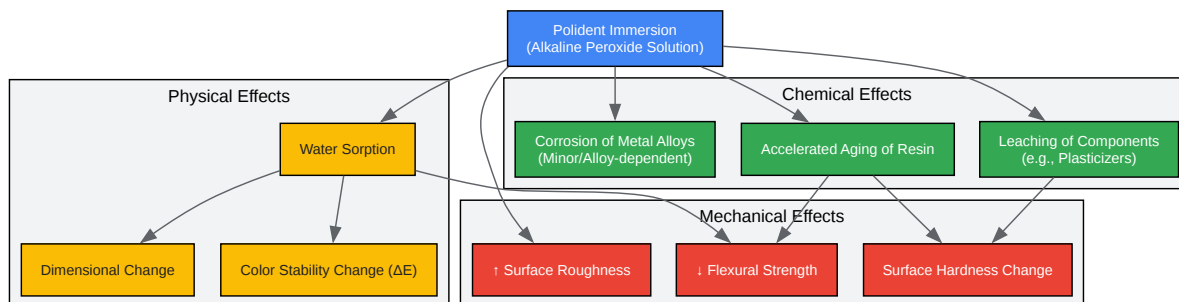 Polident Immersion
(Alkaline Peroxide Solution)
Physical Effects
Chemical Effects
Water Sorption
Corrosion of Metal Alloys
(Minor/Alloy-dependent)
Accelerated Aging of Resin
Leaching of Components
(e.g., Plasticizers)
Mechanical Effects
Dimensional Change
Color Stability Change (ΔE)
↑ Surface Roughness
↓ Flexural Strength
Surface Hardness Change